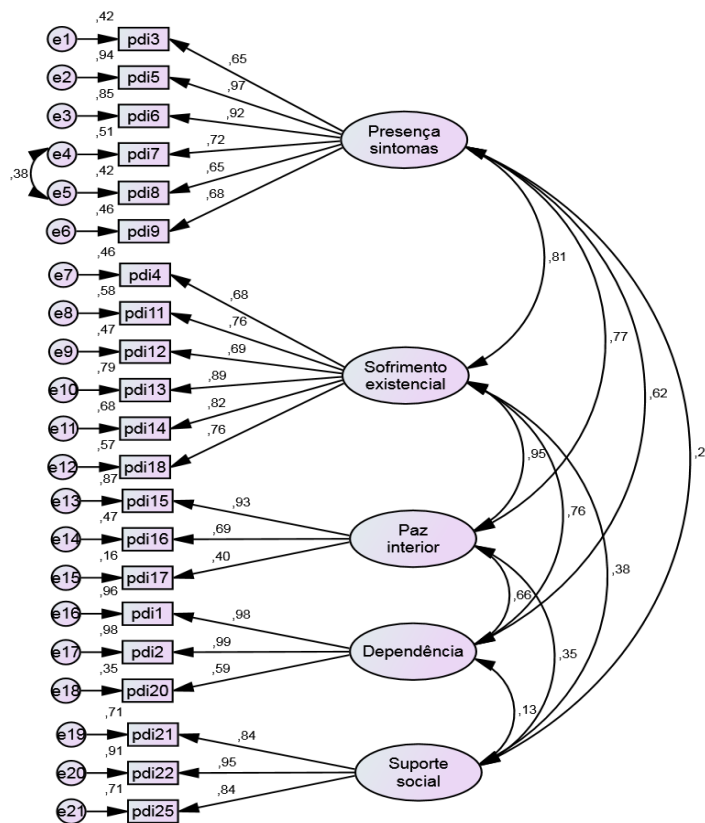 ,42
e1 pdi3
,94 ,65
e2 pdi5 ,97
,85
e3 pdi6 ,92
,51 ,72
e4 pdi7
,38 ,42 ,65
e5 pdi8
,46 ,68
e6 pdi9
Presença
sintomas
,46
e7 pdi4
,58 ,68
e8 pdi11
,47 ,76
e9 pdi12 ,69
,79 ,89
e10 pdi13
,68 ,82
e11 pdi14
,57 ,76
e12 pdi18
Sofrimento
existencial
,81
,77
,62
,2
,87
e13 pdi15 ,93
,47
e14 pdi16 ,69
,16 ,40
e15 pdi17
Paz
interior
,95
,76
,38
,96
e16 pdi1 ,98
,98
e17 pdi2 ,99
,35 ,59
e18 pdi20
Dependência
,66
,35
,71
e19 pdi21 ,84
,91
e20 pdi22 ,95
,71 ,84
e21 pdi25
Suporte
social
,13